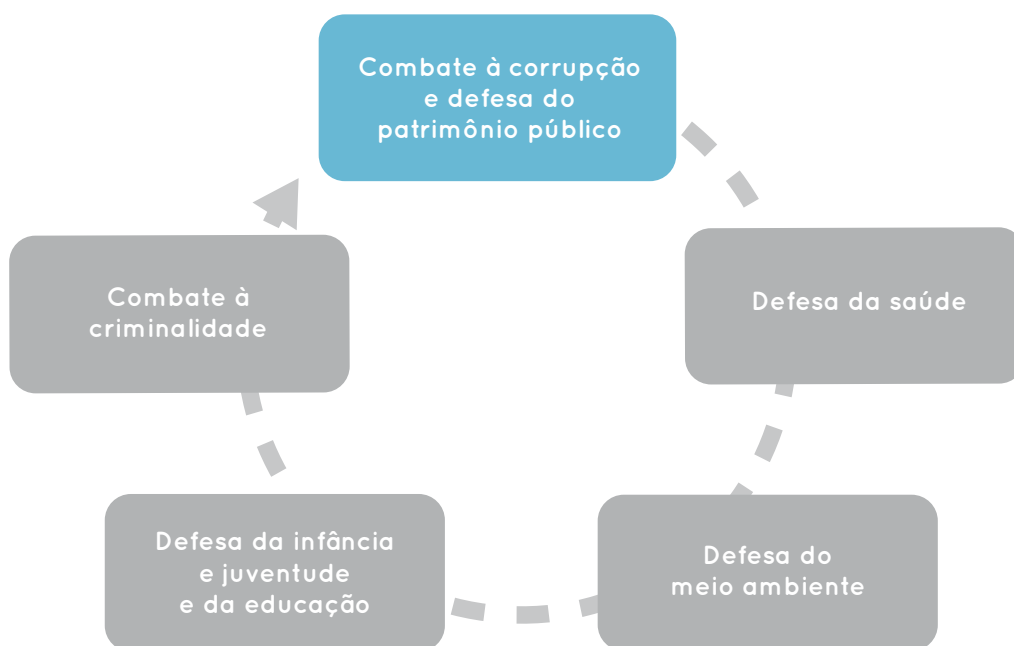 Combate à corrupção
e defesa do
patrimônio público
Combate à
criminalidade
Defesa da saúde
Defesa da infância
e juventude
e da educação
Defesa do
meio ambiente